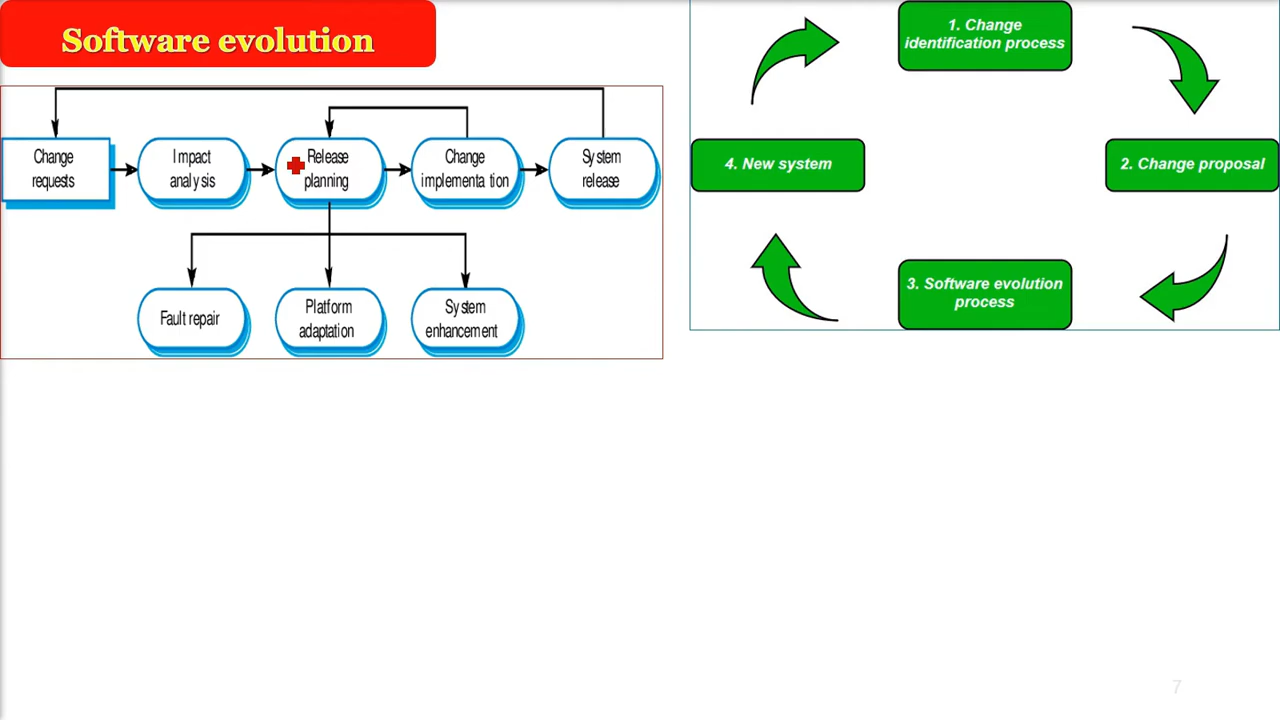 Software evolution
Change
requests
Impact
analysis
Release
planning
Change
implementation
System
release
Fault repair
Platform
adaptation
System
enhancement
1. Change
identification process
2. Change proposal
3. Software evolution
process
4. New system
7